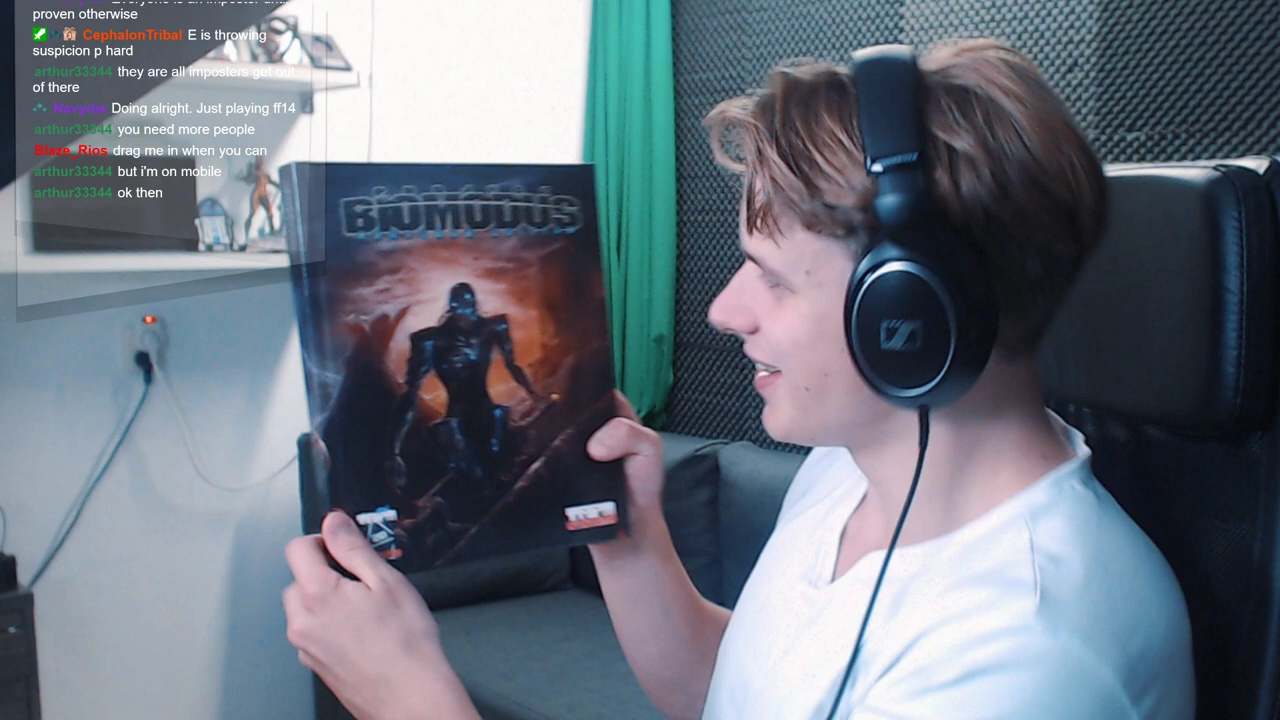 proven otherwise
CephalonTribal E is throwing
suspicion p hard
arthur33344 they are all imposters get out
of there
Navydia Doing alright. Just playing ff14
arthur33344 you need more people
Blaze_Rios drag me in when you can
arthur33344 but i'm on mobile
arthur33344 ok then
BIOMODUS